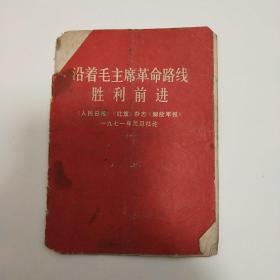 沿着毛主席革命路线
胜利前进
《人民日报》《红旗》杂志《解放军报》
一九七一年元旦社论